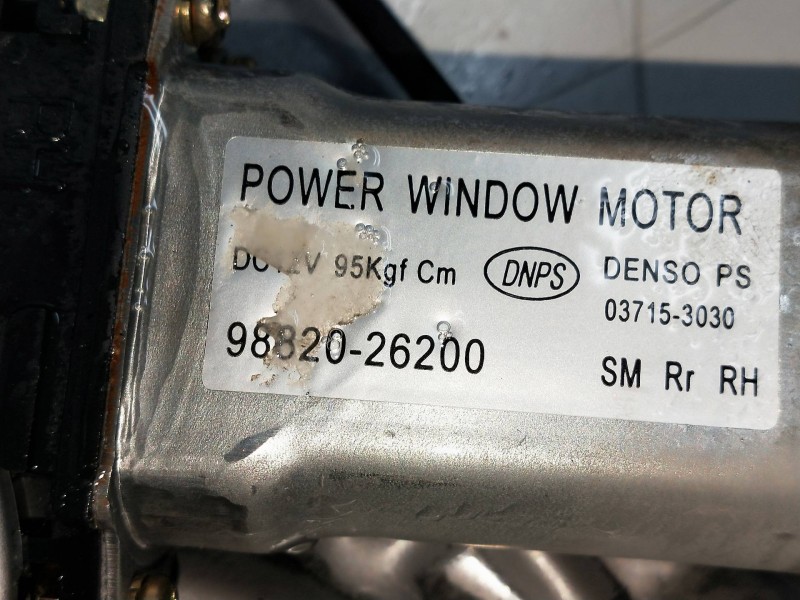 POWER WINDOW MOTOR
DC12V 95Kgf Cm DNPS DENSO PS
03715-3030
98820-26200
SM Rr RH